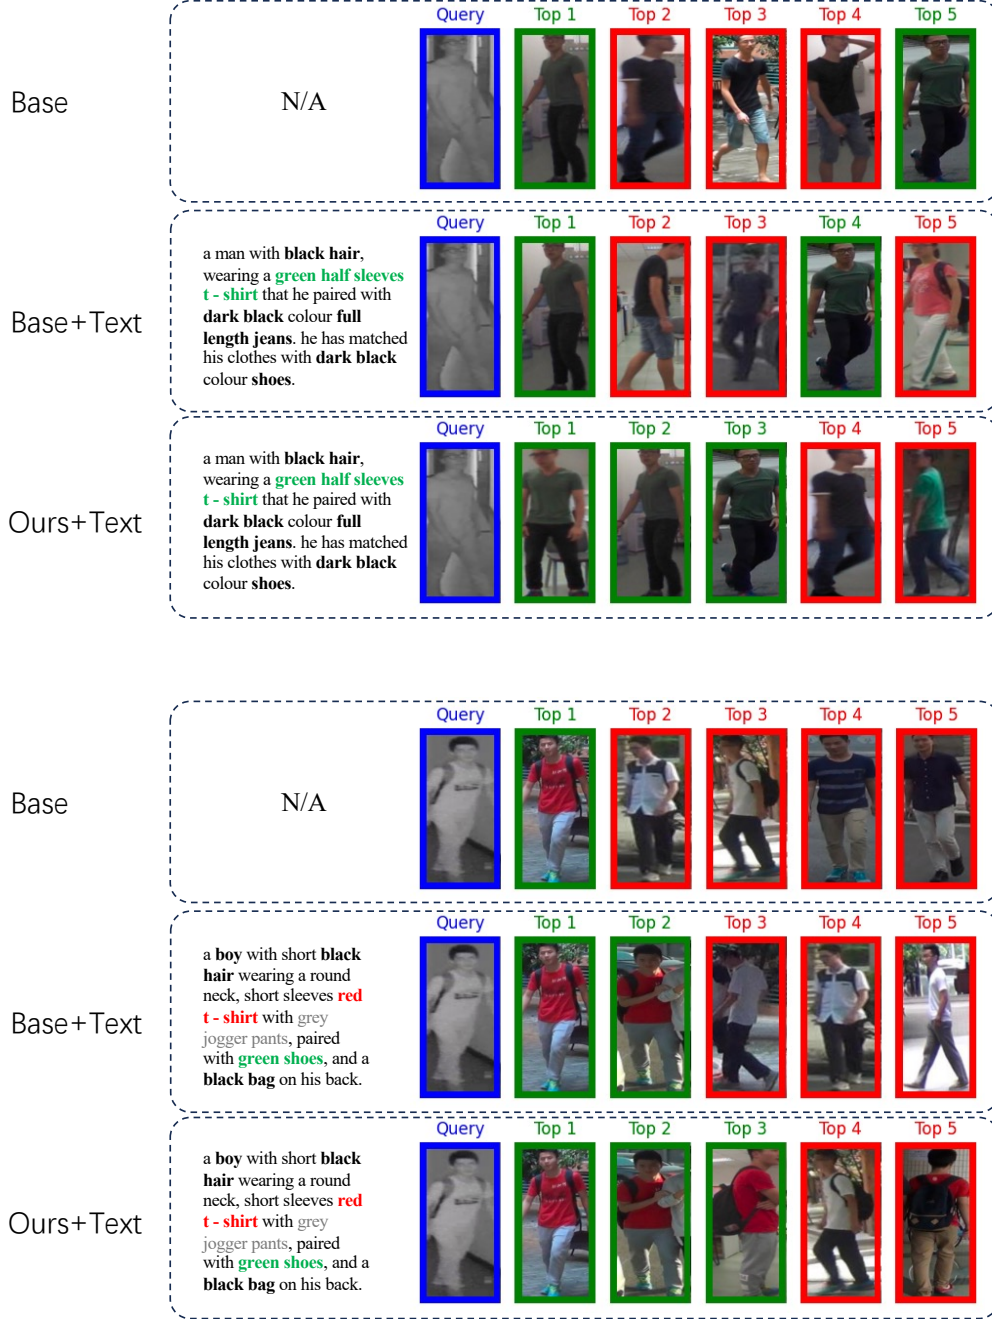 Query Top 1 Top 2 Top 3 Top 4 Top 5
Base
N/A
Query Top 1 Top 2 Top 3 Top 4 Top 5
Base+Text
a man with black hair,
wearing a green half sleeves
t - shirt that he paired with
dark black colour full
length jeans. he has matched
his clothes with dark black
colour shoes.
Query Top 1 Top 2 Top 3 Top 4 Top 5
Ours+Text
a man with black hair,
wearing a green half sleeves
t - shirt that he paired with
dark black colour full
length jeans. he has matched
his clothes with dark black
colour shoes.
Query Top 1 Top 2 Top 3 Top 4 Top 5
Base
N/A
Query Top 1 Top 2 Top 3 Top 4 Top 5
Base+Text
a boy with short black
hair wearing a round
neck, short sleeves red
t - shirt with grey
jogger pants, paired
with green shoes, and a
black bag on his back.
Query Top 1 Top 2 Top 3 Top 4 Top 5
Ours+Text
a boy with short black
hair wearing a round
neck, short sleeves red
t - shirt with grey
jogger pants, paired
with green shoes, and a
black bag on his back.